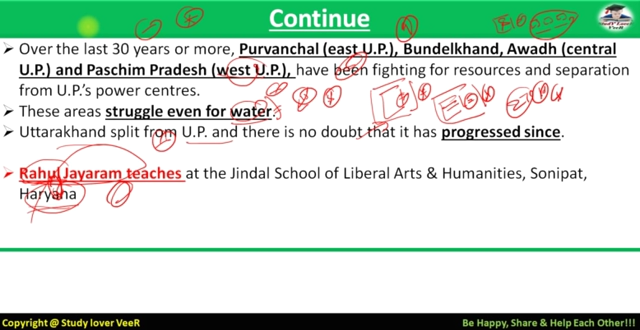 Continue
➢ Over the last 30 years or more, Purvanchal (east U.P.), Bundelkhand, Awadh (central
U.P.) and Paschim Pradesh (west U.P.), have been fighting for resources and separation
from U.P.'s power centres.
➢ These areas struggle even for water.
➢ Uttarakhand split from U.P. and there is no doubt that it has progressed since.
➢ Rahul Jayaram teaches at the Jindal School of Liberal Arts & Humanities, Sonipat,
Haryana
Copyright @ Study lover VeeR
Be Happy, Share & Help Each Other!!!